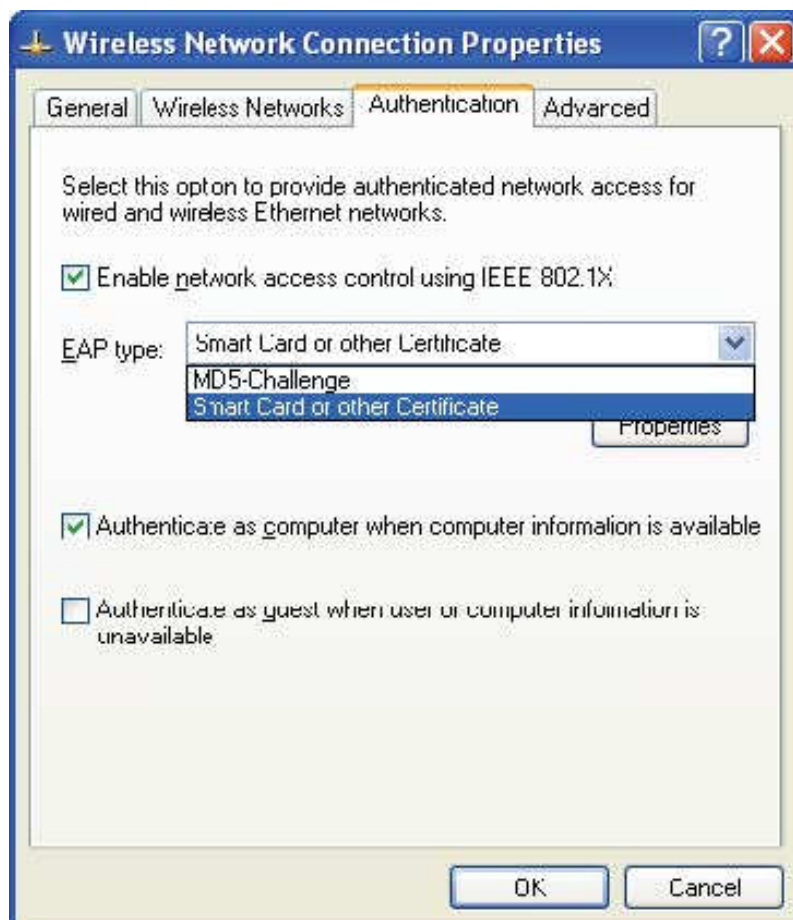 Wireless Network Connection Properties
General Wireless Networks Authentication Advanced
Select this option to provide authenticated network access for
wired and wireless Ethernet networks.
Enable network access control using IEEE 802.1X
EAP type: Smart Card or other Certificate
MD5-Challenge
Smart Card or other Certificate
Properties
Authenticate as computer when computer information is available
Authenticate as guest when user or computer information is
unavailable
OK Cancel